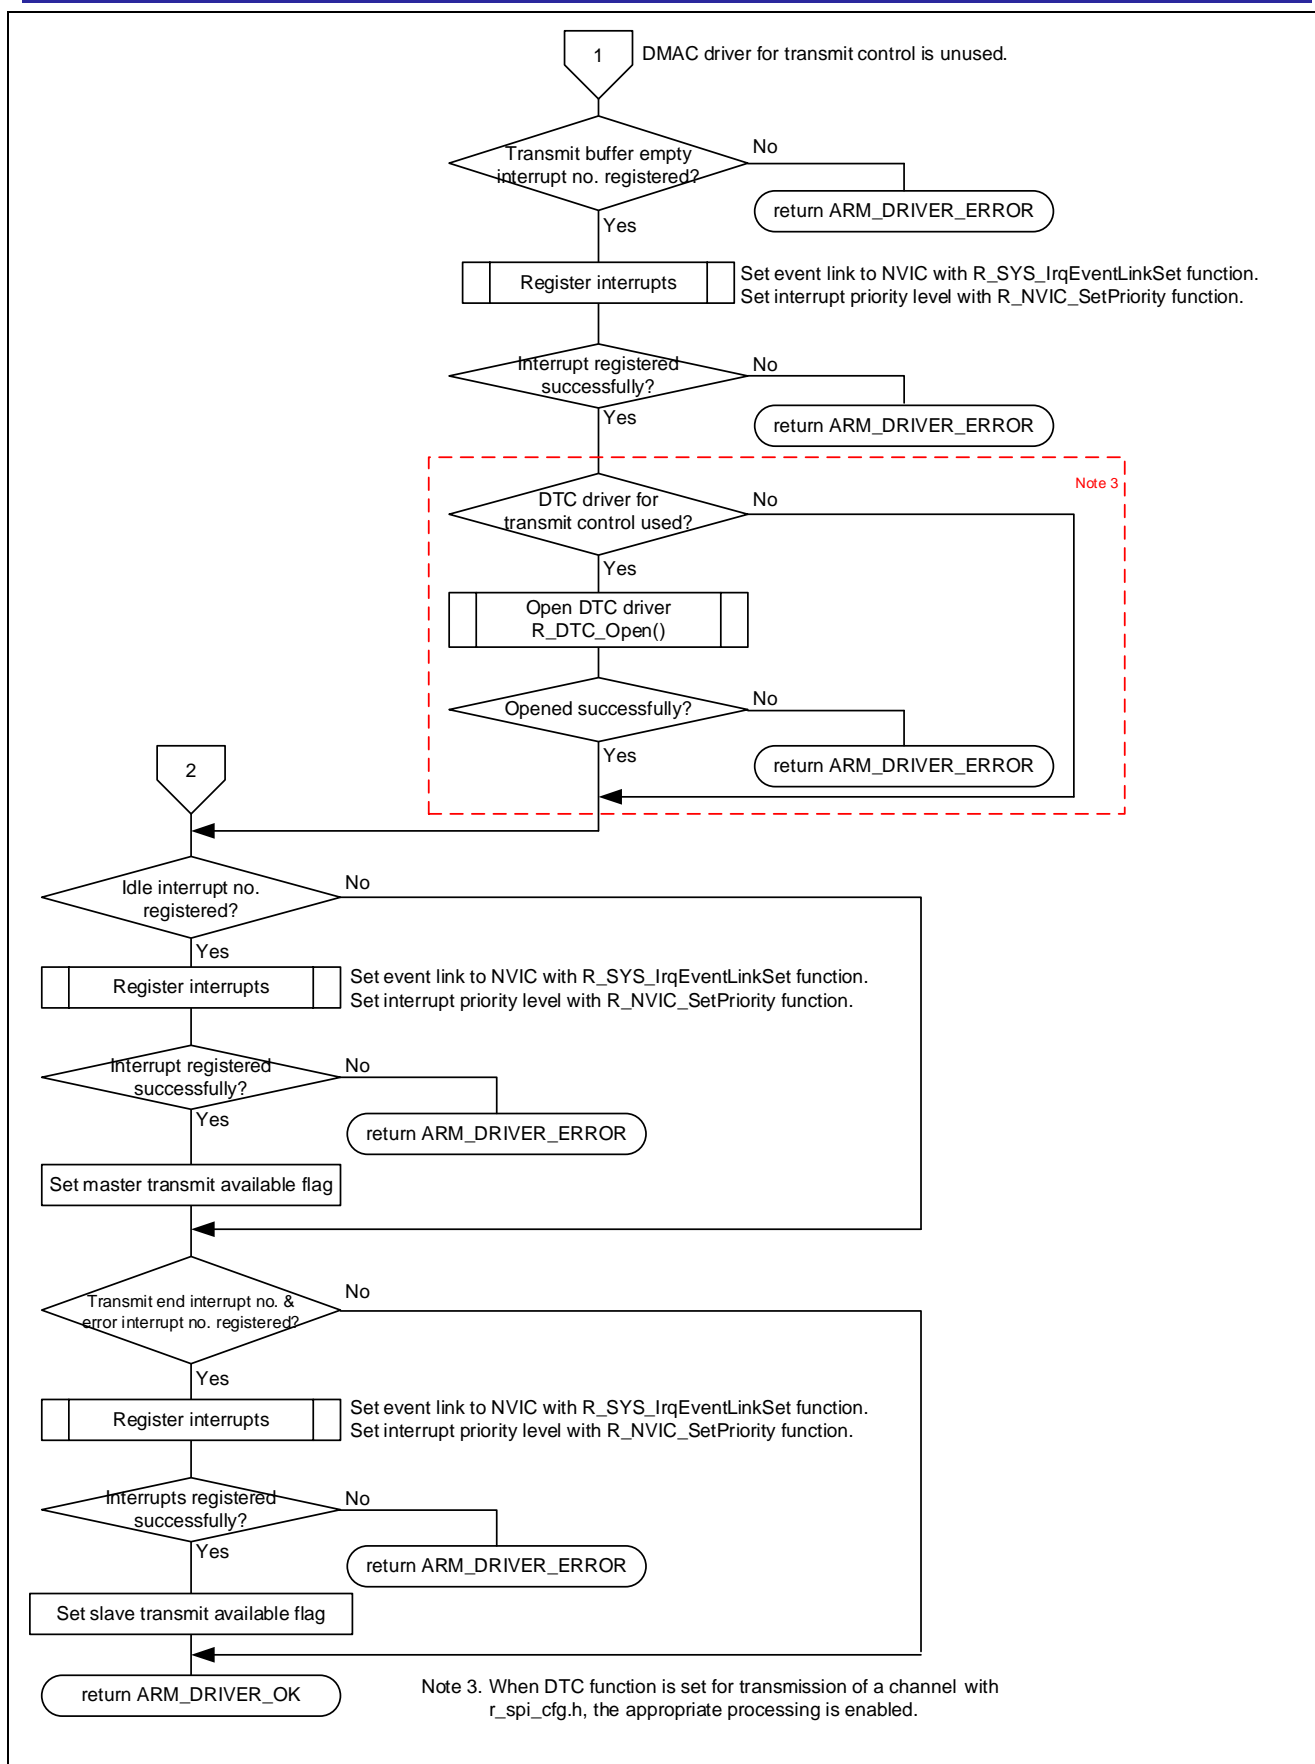 1
DMAC driver for transmit control is unused.
Transmit buffer empty
interrupt no. registered?
No
return ARM_DRIVER_ERROR
Yes
Register interrupts
Set event link to NVIC with R_SYS_IrqEventLinkSet function.
Set interrupt priority level with R_NVIC_SetPriority function.
Interrupt registered
successfully?
No
return ARM_DRIVER_ERROR
Yes
Note 3
DTC driver for
transmit control used?
No
Yes
Open DTC driver
R_DTC_Open()
Opened successfully?
No
return ARM_DRIVER_ERROR
Yes
2
Idle interrupt no.
registered?
No
Yes
Register interrupts
Set event link to NVIC with R_SYS_IrqEventLinkSet function.
Set interrupt priority level with R_NVIC_SetPriority function.
Interrupt registered
successfully?
No
return ARM_DRIVER_ERROR
Yes
Set master transmit available flag
Transmit end interrupt no. &
error interrupt no. registered?
No
Yes
Register interrupts
Set event link to NVIC with R_SYS_IrqEventLinkSet function.
Set interrupt priority level with R_NVIC_SetPriority function.
Interrupts registered
successfully?
No
return ARM_DRIVER_ERROR
Yes
Set slave transmit available flag
return ARM_DRIVER_OK
Note 3. When DTC function is set for transmission of a channel with
r_spi_cfg.h, the appropriate processing is enabled.